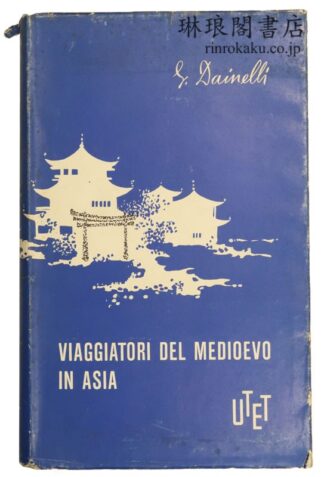 琳琅閣書店
rinrokaku.co.jp
G. Dainelli
VIAGGIATORI DEL MEDIOEVO
IN ASIA
UTET